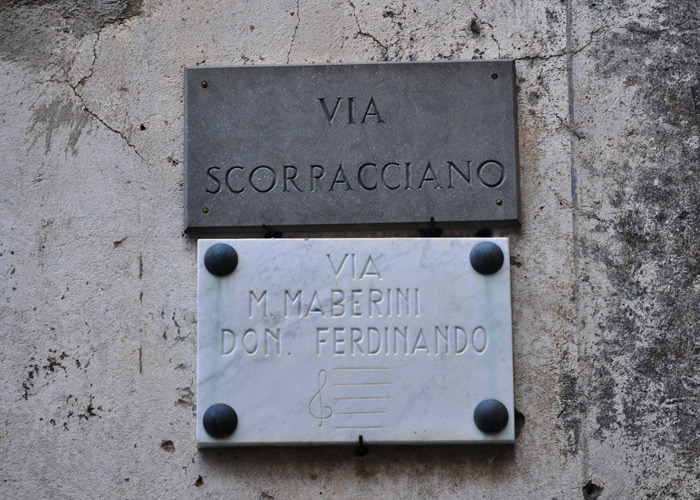 VIA
SCORPACCIANO
VIA
M. MABERINI
DON. FERDINANDO